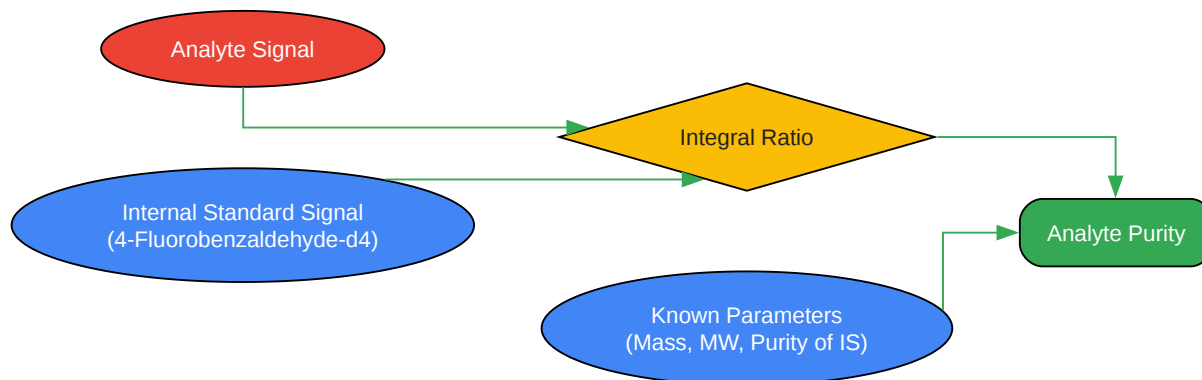 Analyte Signal
Integral Ratio
Internal Standard Signal
(4-Fluorobenzaldehyde-d4)
Analyte Purity
Known Parameters
(Mass, MW, Purity of IS)